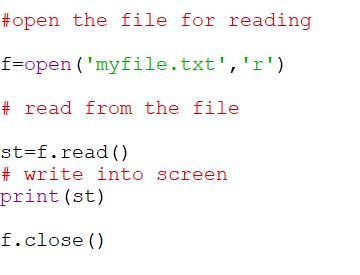 #open the file for reading
f=open('myfile.txt','r')
# read from the file
st=f.read()
# write into screen
print(st)
f.close()